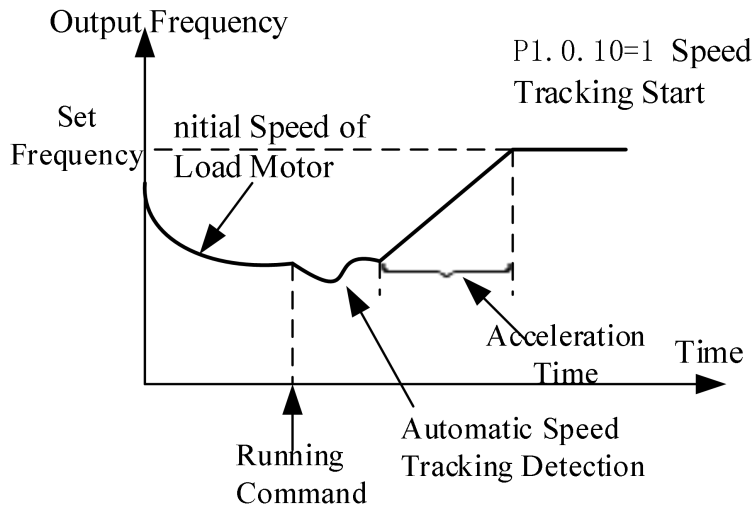 Output Frequency
P1. 0. 10=1 Speed
Tracking Start
Set
Frequency
nitial Speed of
Load Motor
Acceleration
Time
Time
Automatic Speed
Tracking Detection
Running
Command